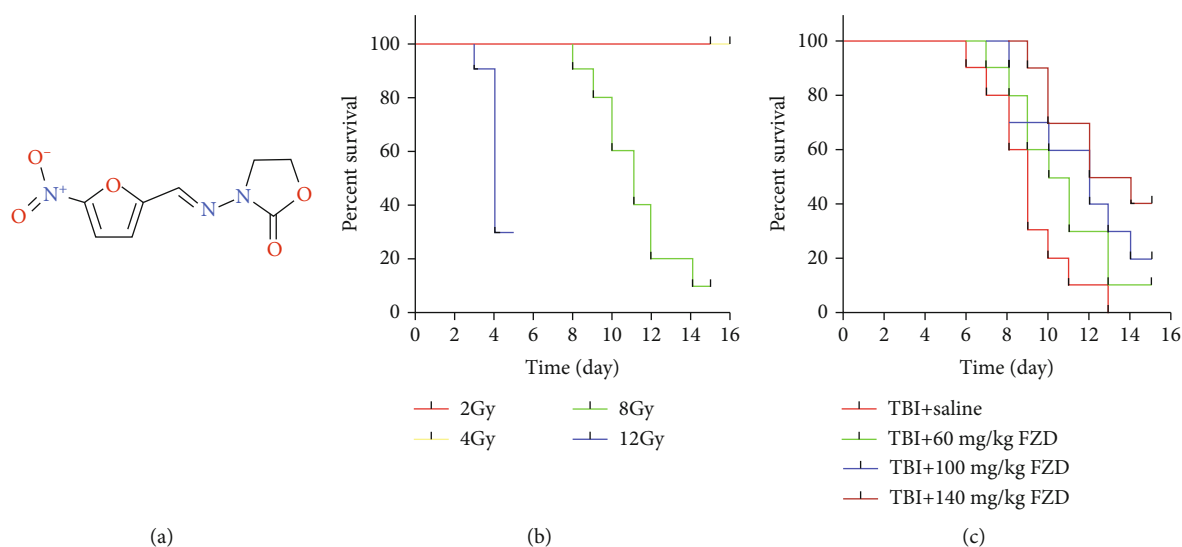 O⁻
N⁺
O
O
N
N
O
O
Percent survival
100
80
60
40
20
0
0 2 4 6 8 10 12 14 16
Time (day)
2Gy 8Gy
4Gy 12Gy
Percent survival
100
80
60
40
20
0
0 2 4 6 8 10 12 14 16
Time (day)
TBI+saline
TBI+60 mg/kg FZD
TBI+100 mg/kg FZD
TBI+140 mg/kg FZD
(a) (b) (c)